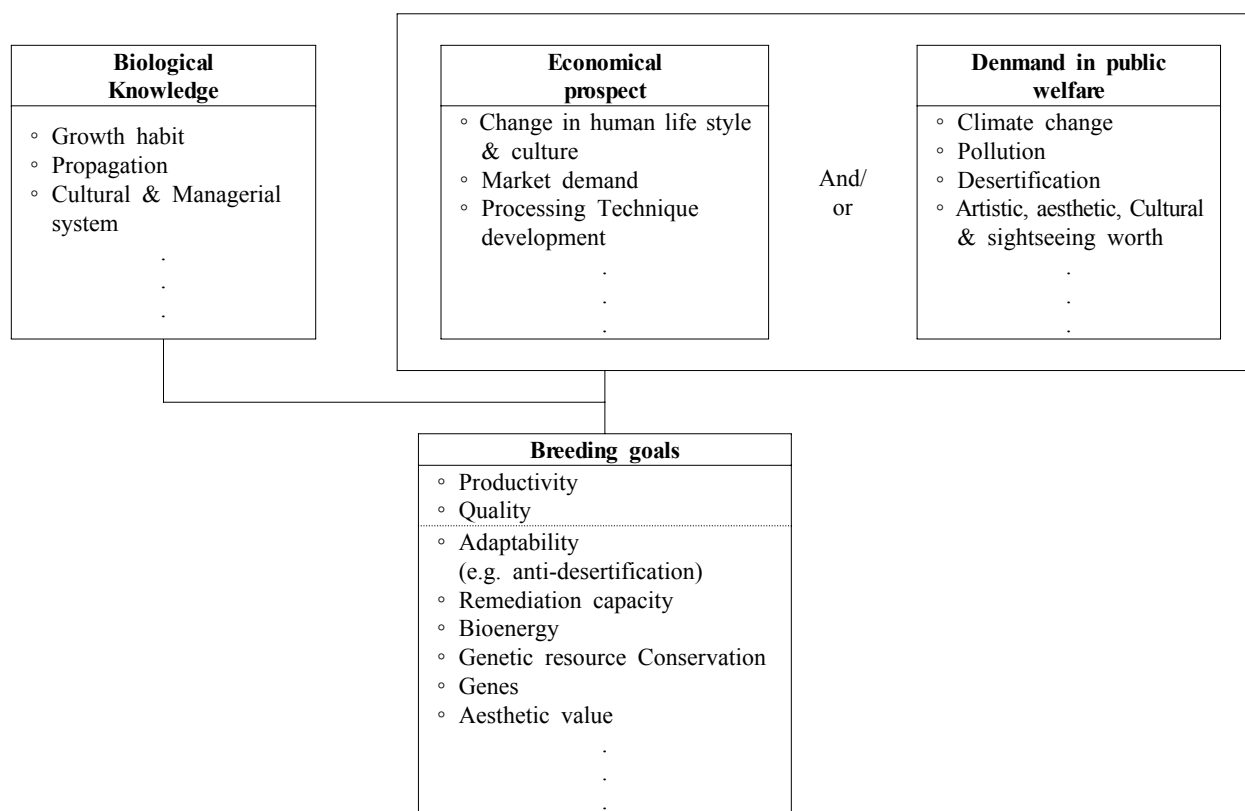 Biological
Knowledge
◦ Growth habit
◦ Propagation
◦ Cultural & Managerial
system
.
.
.
Economical
prospect
◦ Change in human life style
& culture
◦ Market demand
◦ Processing Technique
development
.
.
.
And/
or
Denmand in public
welfare
◦ Climate change
◦ Pollution
◦ Desertification
◦ Artistic, aesthetic, Cultural
& sightseeing worth
.
.
.
Breeding goals
◦ Productivity
◦ Quality
◦ Adaptability
(e.g. anti-desertification)
◦ Remediation capacity
◦ Bioenergy
◦ Genetic resource Conservation
◦ Genes
◦ Aesthetic value
.
.
.